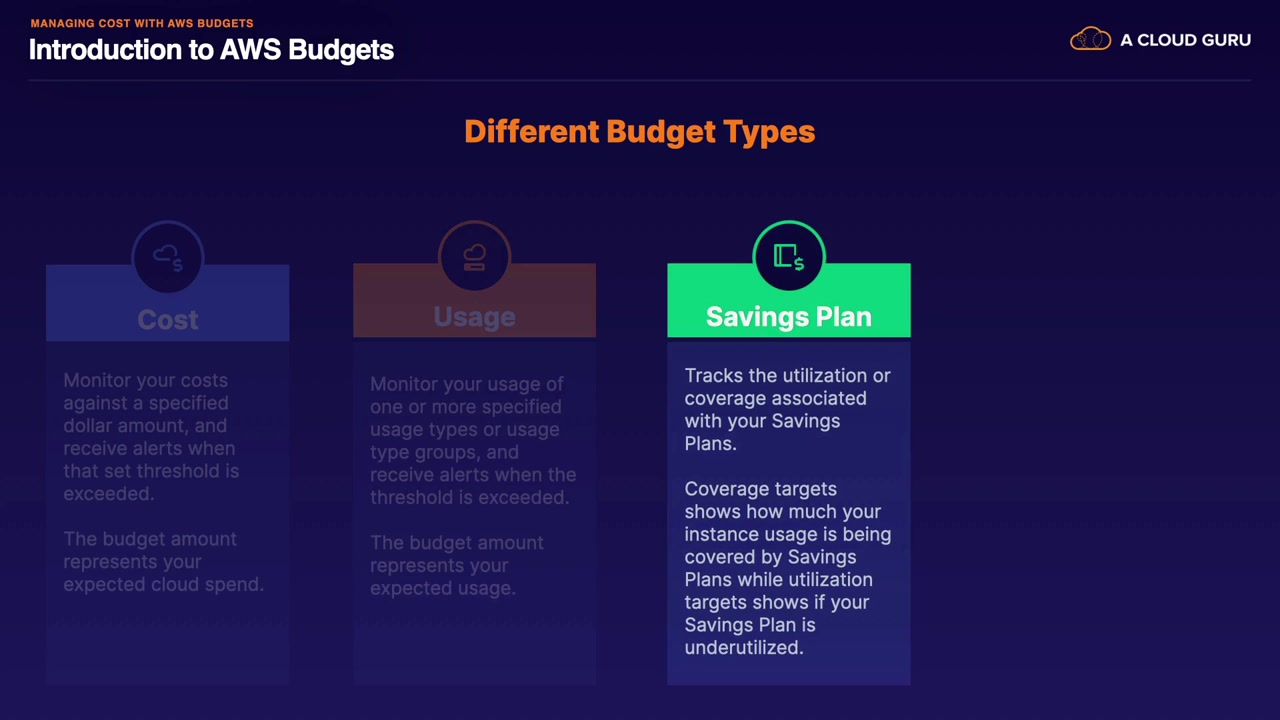 MANAGING COST WITH AWS BUDGETS
Introduction to AWS Budgets
A CLOUD GURU
Different Budget Types
Cost
Monitor your costs
against a specified
dollar amount, and
receive alerts when
that set threshold is
exceeded.
The budget amount
represents your
expected cloud spend.
Usage
Monitor your usage of
one or more specified
usage types or usage
type groups, and
receive alerts when the
threshold is exceeded.
The budget amount
represents your
expected usage.
Savings Plan
Tracks the utilization or
coverage associated
with your Savings
Plans.
Coverage targets
shows how much your
instance usage is being
covered by Savings
Plans while utilization
targets shows if your
Savings Plan is
underutilized.